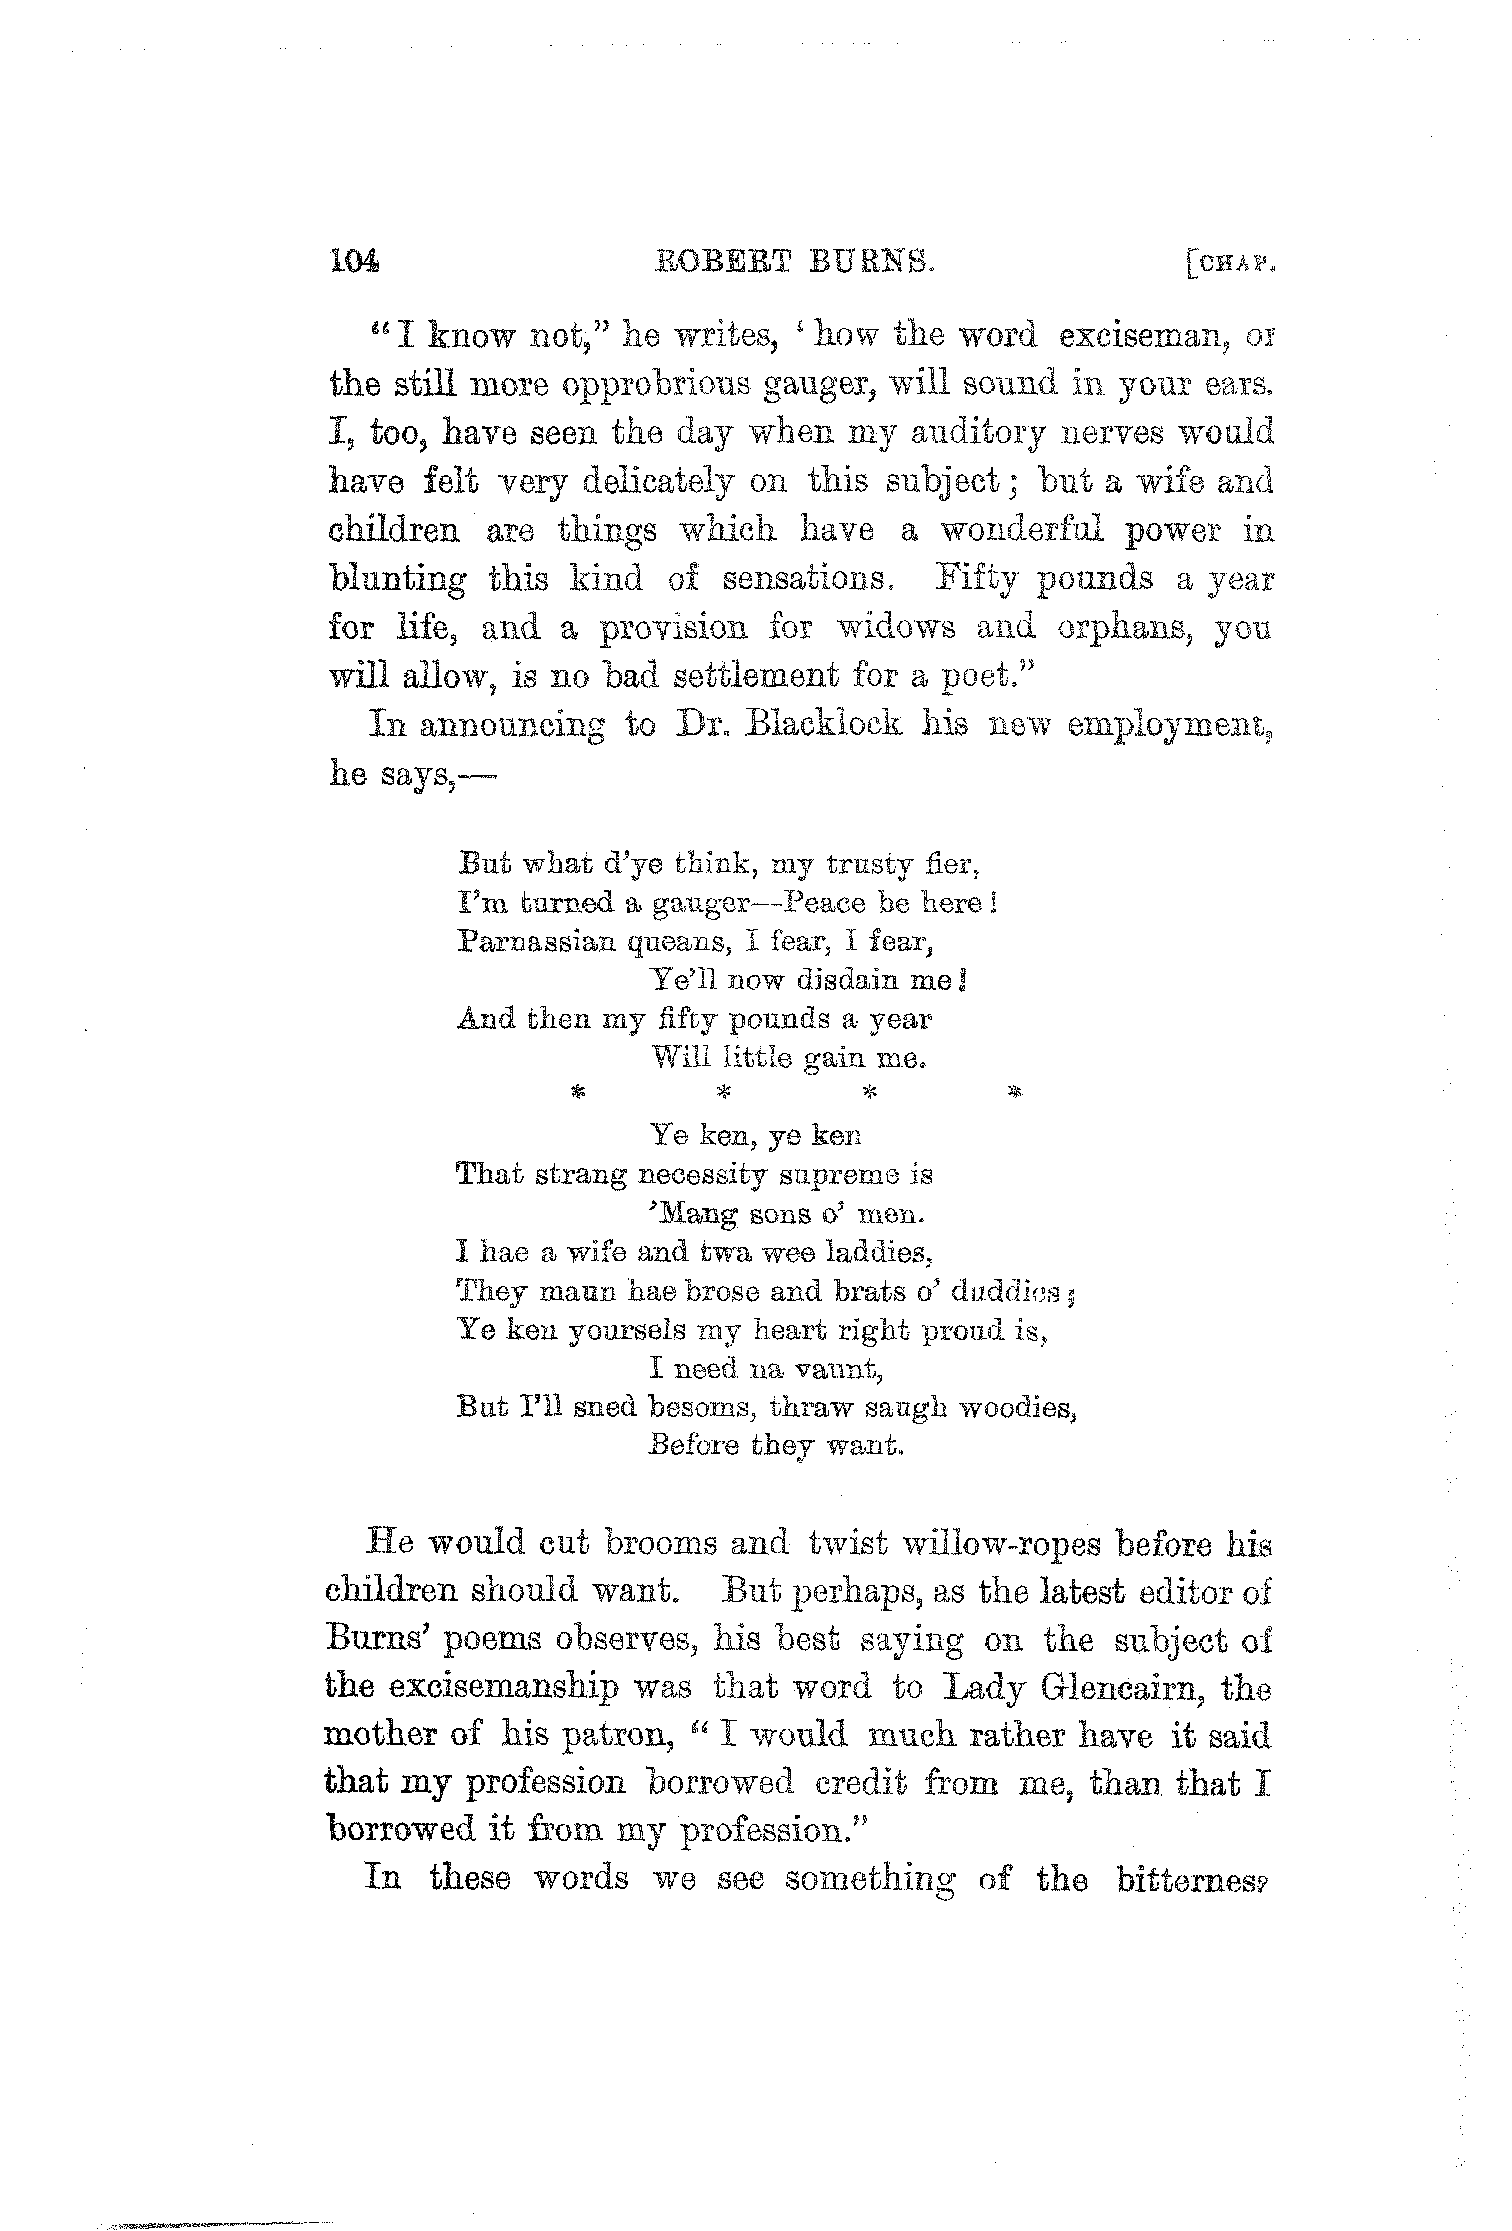 104 ROBERT BURNS. [CHAP.
"I know not," he writes, ‘how the word exciseman, or
the still more opprobrious gauger, will sound in your ears.
I, too, have seen the day when my auditory nerves would
have felt very delicately on this subject; but a wife and
children are things which have a wonderful power in
blunting this kind of sensations. Fifty pounds a year
for life, and a provision for widows and orphans, you
will allow, is no bad settlement for a poet."
In announcing to Dr. Blacklock his new employment,
he says,—
But what d'ye think, my trusty fier,
I'm turned a gauger—Peace be here!
Parnassian queans, I fear, I fear,
Ye'll now disdain me!
And then my fifty pounds a year
Will little gain me.
* * * *
Ye ken, ye ken
That strang necessity supreme is
'Mang sons o' men.
I hae a wife and twa wee laddies,
They maun hae brose and brats o' duddies;
Ye ken yoursels my heart right proud is,
I need na vaunt,
But I'll sned besoms, thraw saugh woodies,
Before they want.
He would cut brooms and twist willow-ropes before his
children should want. But perhaps, as the latest editor of
Burns' poems observes, his best saying on the subject of
the excisemanship was that word to Lady Glencairn, the
mother of his patron, "I would much rather have it said
that my profession borrowed credit from me, than that I
borrowed it from my profession."
In these words we see something of the bitterness